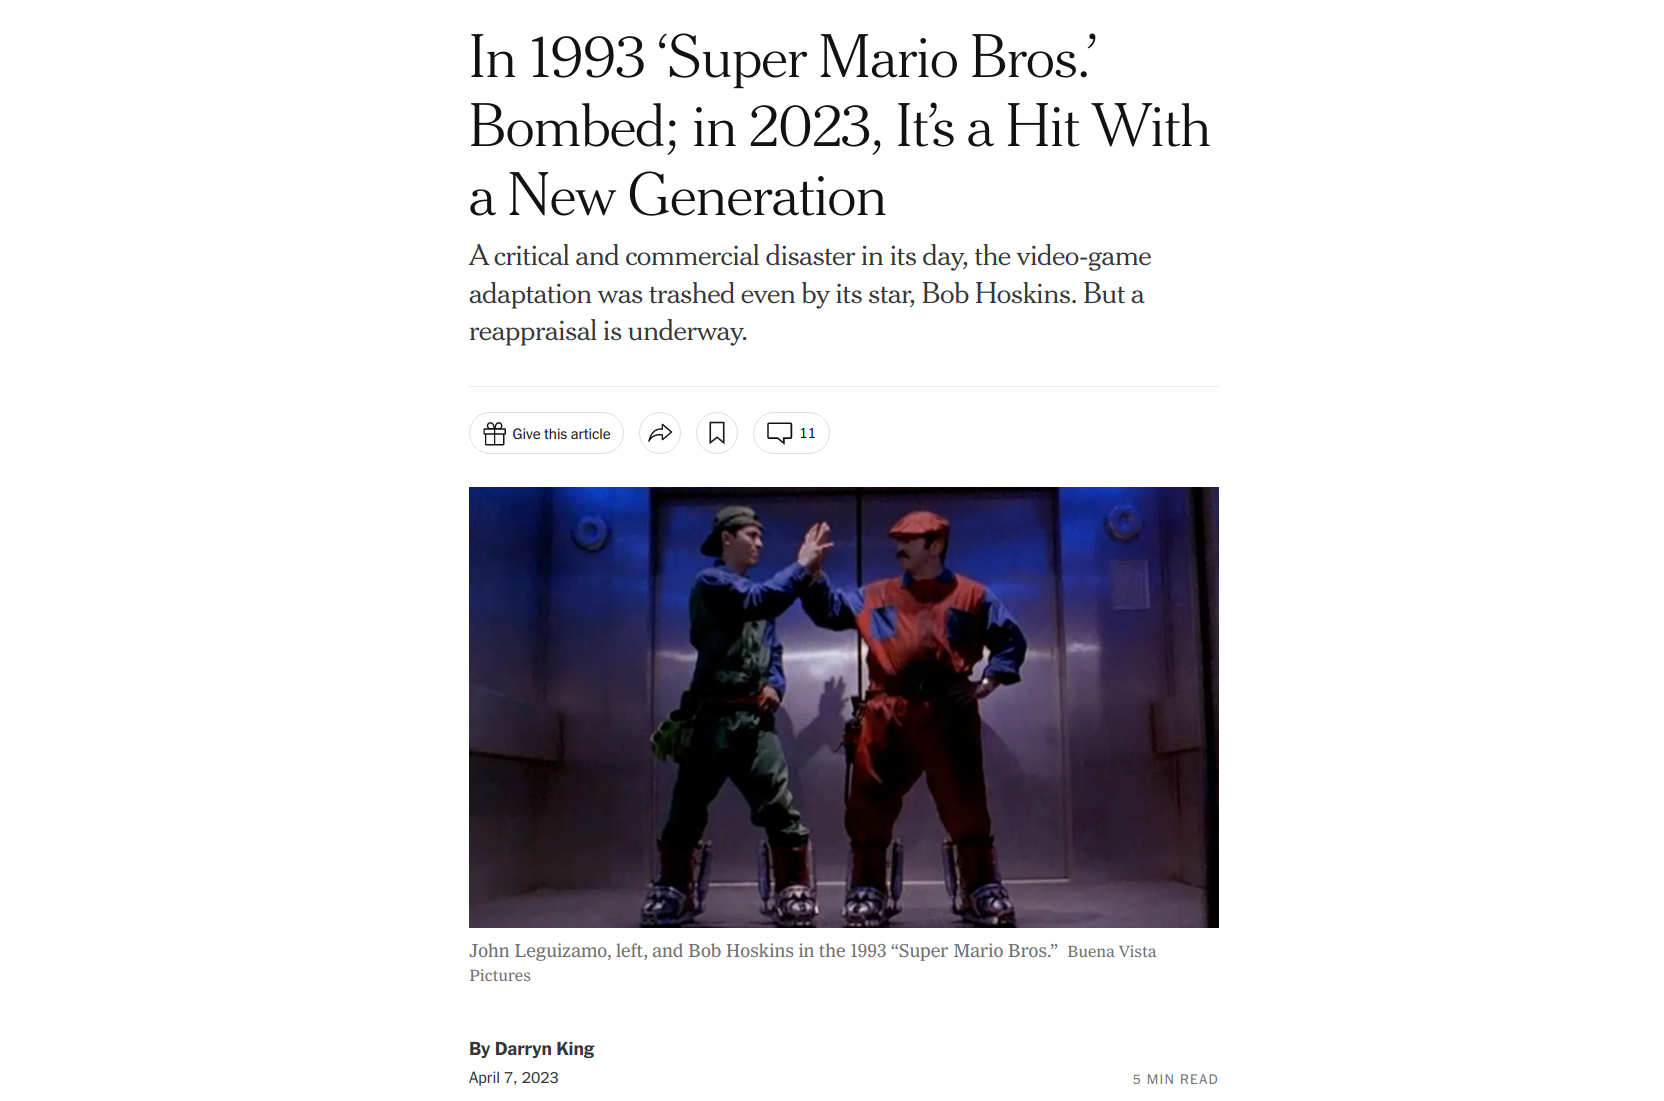 In 1993 ‘Super Mario Bros.’
Bombed; in 2023, It’s a Hit With
a New Generation
A critical and commercial disaster in its day, the video-game
adaptation was trashed even by its star, Bob Hoskins. But a
reappraisal is underway.
Give this article
11
John Leguizamo, left, and Bob Hoskins in the 1993 “Super Mario Bros.” Buena Vista
Pictures
By Darryn King
April 7, 2023
5 MIN READ